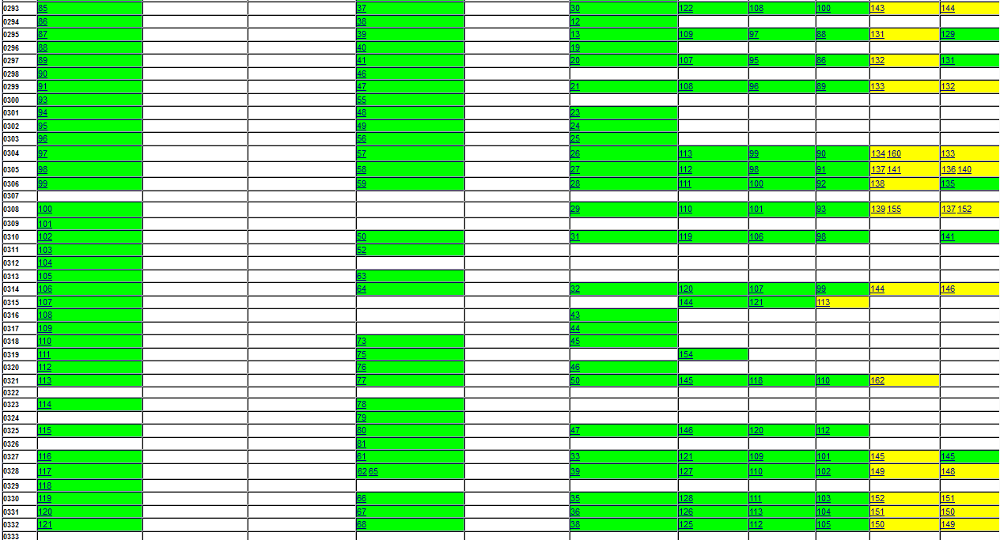 0293 85 37 30 122 108 100 143 144
0294 86 38 12
0295 87 39 13 109 97 88 131 129
0296 88 40 19
0297 89 41 20 107 95 86 132 131
0298 90 46
0299 91 47 21 108 96 89 133 132
0300 93 55
0301 94 48 23
0302 95 49 24
0303 96 56 25
0304 97 57 26 113 99 90 134 160 133
0305 98 58 27 112 98 91 137 141 136 140
0306 99 59 28 111 100 92 138 135
0307
0308 100 29 110 101 93 139 155 137 152
0309 101
0310 102 50 31 119 106 98 141
0311 103 52
0312 104
0313 105 63
0314 106 64 32 120 107 99 144 146
0315 107 144 121 113
0316 108 43
0317 109 44
0318 110 73 45
0319 111 75 154
0320 112 76 46
0321 113 77 50 145 118 110 162
0322
0323 114 78
0324 79
0325 115 80 47 146 120 112
0326 81
0327 116 61 33 121 109 101 145 145
0328 117 62 65 39 127 110 102 149 148
0329 118
0330 119 66 35 128 111 103 152 151
0331 120 67 36 126 113 104 151 150
0332 121 68 38 125 112 105 150 149
0333